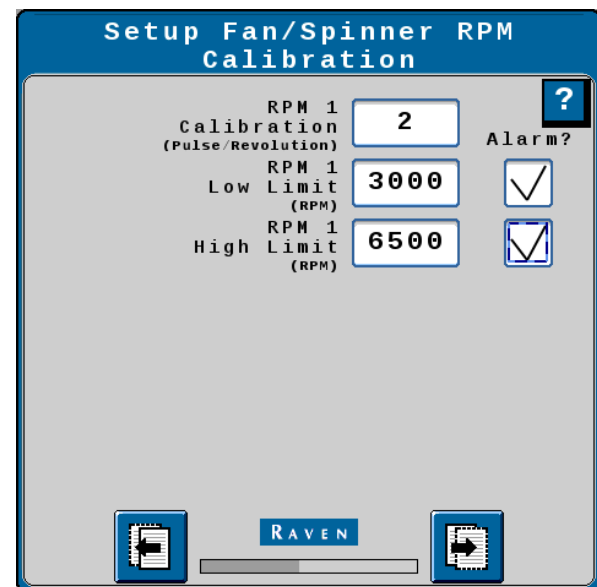 Setup Fan/Spinner RPM
Calibration
?
Alarm?
RPM 1
Calibration
(Pulse/Revolution)
2
RPM 1
Low Limit
(RPM)
3000
RPM 1
High Limit
(RPM)
6500
RAVEN